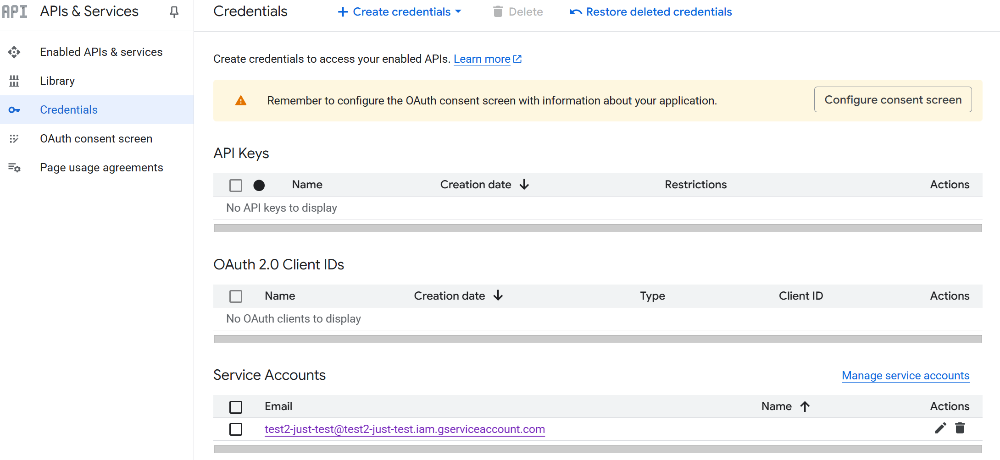 API APIs & Services
Credentials
Create credentials
Delete
Restore deleted credentials
Enabled APIs & services
Library
Credentials
OAuth consent screen
Page usage agreements
Create credentials to access your enabled APIs. Learn more
Remember to configure the OAuth consent screen with information about your application.
Configure consent screen
API Keys
Name Creation date Restrictions Actions
No API keys to display
OAuth 2.0 Client IDs
Name Creation date Type Client ID Actions
No OAuth clients to display
Service Accounts
Manage service accounts
Email Name Actions
test2-just-test@test2-just-test.iam.gserviceaccount.com